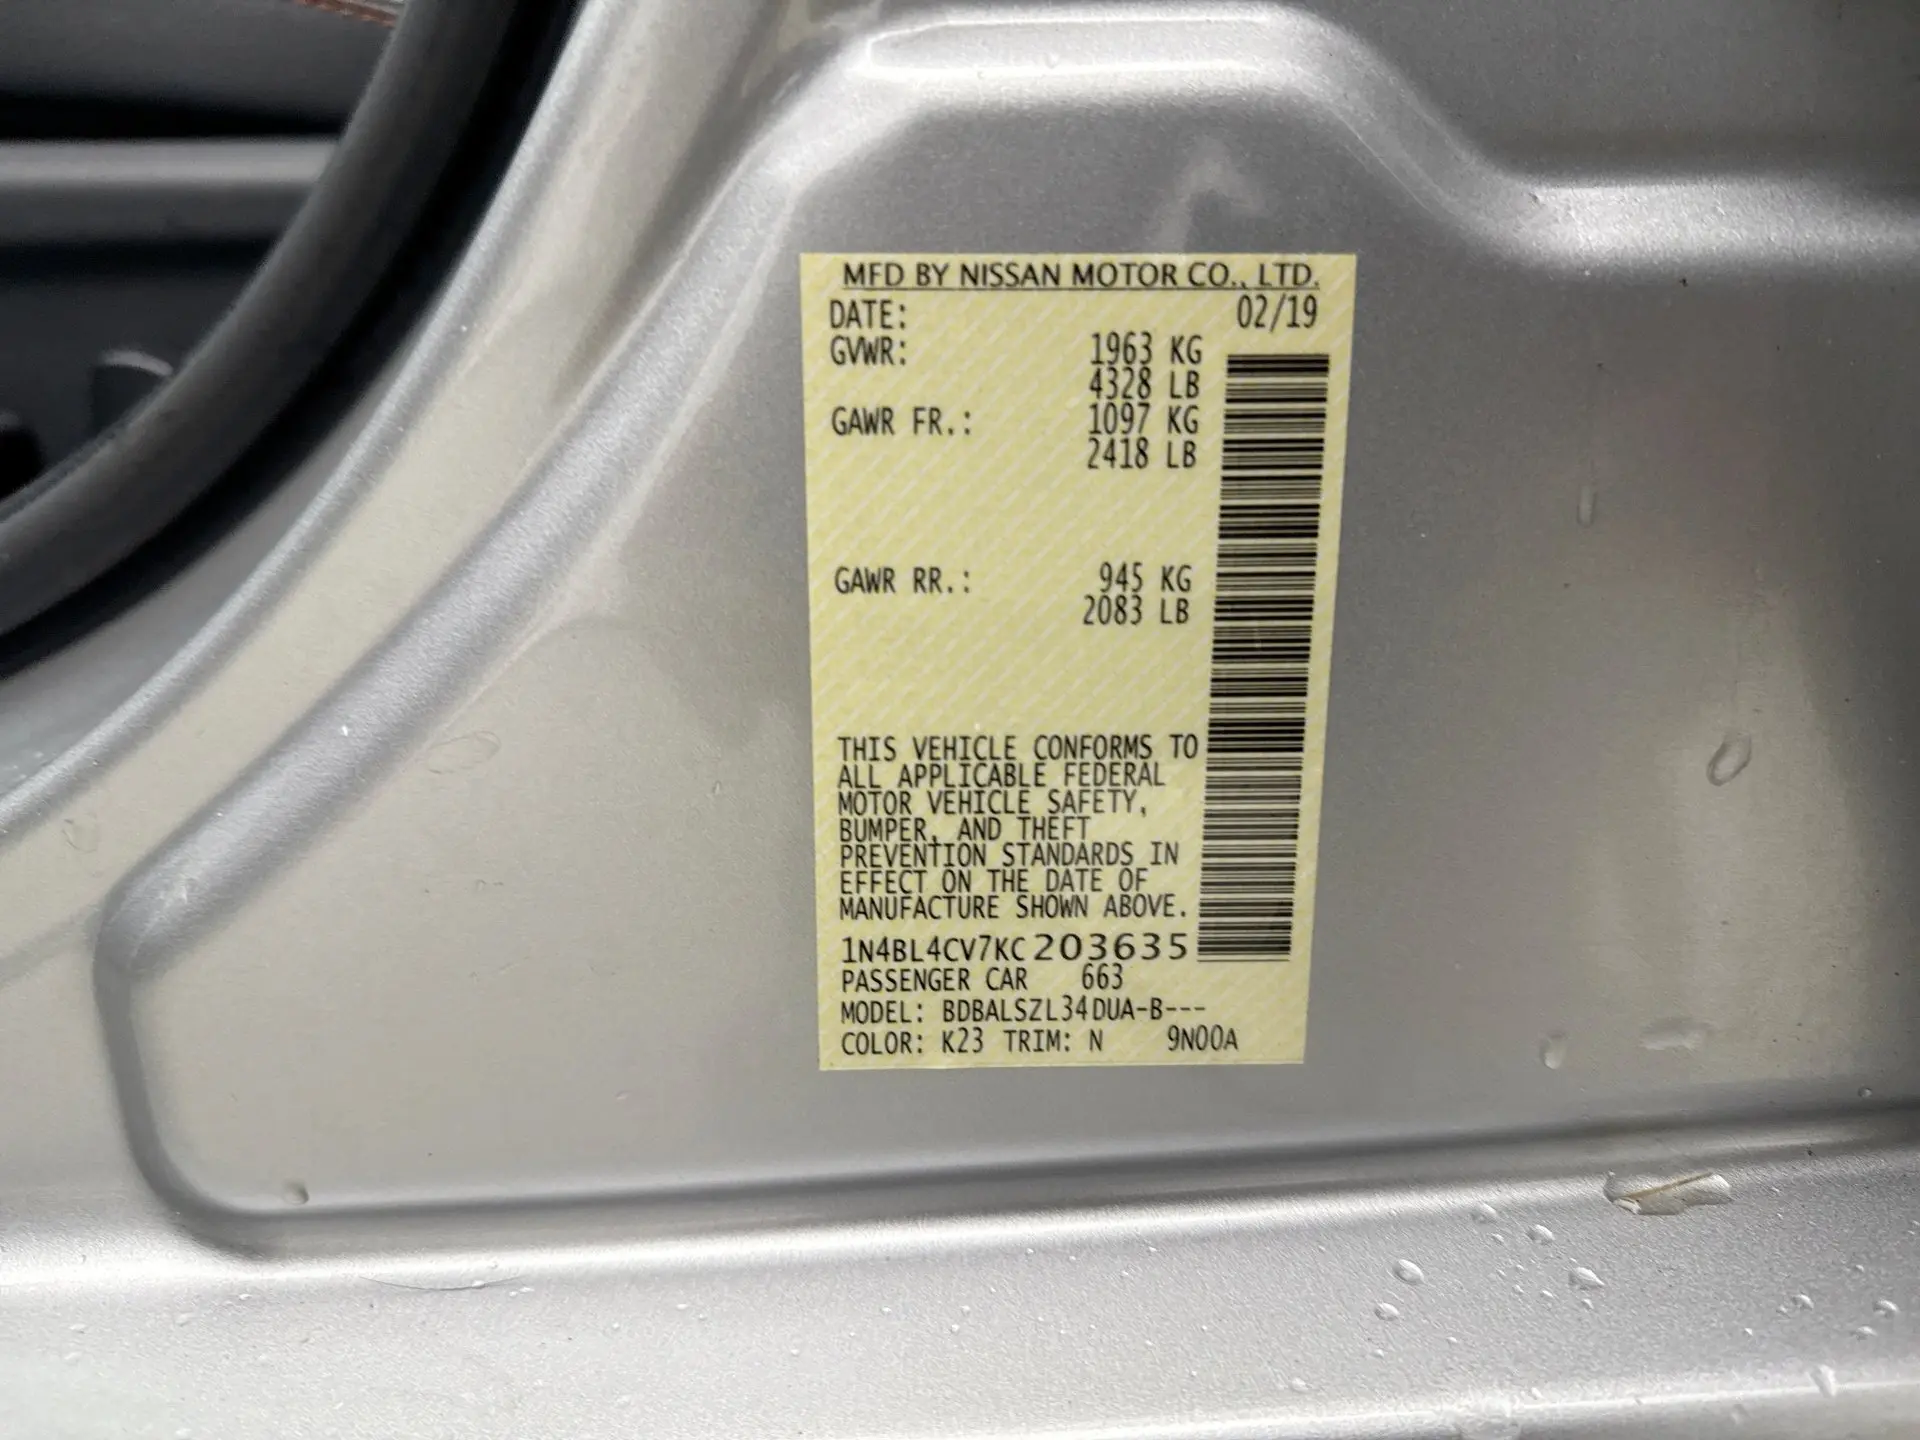 MFD BY NISSAN MOTOR CO., LTD.
DATE: 02/19
GVWR: 1963 KG
4328 LB
GAWR FR.: 1097 KG
2418 LB
GAWR RR.: 945 KG
2083 LB
THIS VEHICLE CONFORMS TO
ALL APPLICABLE FEDERAL
MOTOR VEHICLE SAFETY,
BUMPER, AND THEFT
PREVENTION STANDARDS IN
EFFECT ON THE DATE OF
MANUFACTURE SHOWN ABOVE.
1N4BL4CV7KC203635
PASSENGER CAR 663
MODEL: BDBALSZL34DUA-B---
COLOR: K23 TRIM: N 9N00A